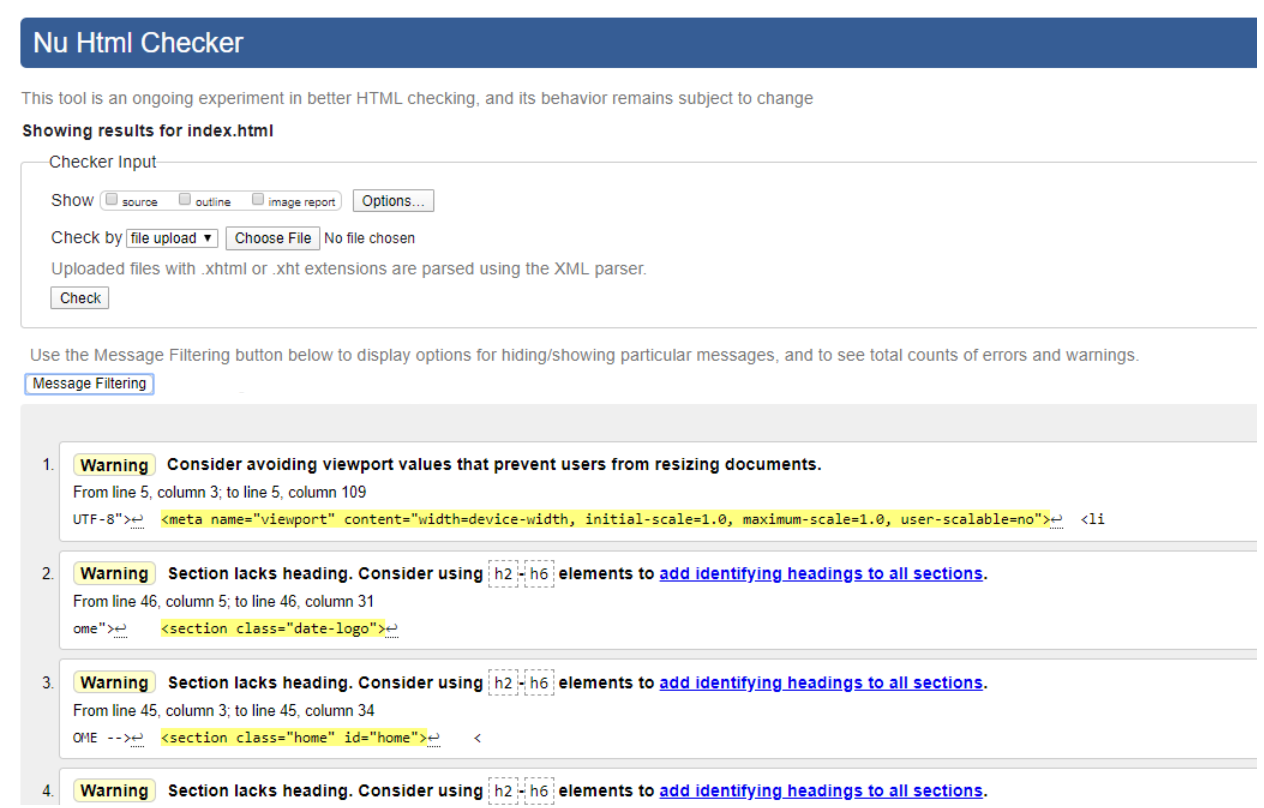 Nu Html Checker
This tool is an ongoing experiment in better HTML checking, and its behavior remains subject to change
Showing results for index.html
Checker Input
Show source outline image report Options...
Check by file upload ▼ Choose File No file chosen
Uploaded files with .xhtml or .xht extensions are parsed using the XML parser.
Check
Use the Message Filtering button below to display options for hiding/showing particular messages, and to see total counts of errors and warnings.
Message Filtering
1. Warning Consider avoiding viewport values that prevent users from resizing documents.
From line 5, column 3; to line 5, column 109
UTF-8">↩ <meta name="viewport" content="width=device-width, initial-scale=1.0, maximum-scale=1.0, user-scalable=no">↩ <li
2. Warning Section lacks heading. Consider using h2-h6 elements to add identifying headings to all sections.
From line 46, column 5; to line 46, column 31
ome">↩ <section class="date-logo">↩
3. Warning Section lacks heading. Consider using h2-h6 elements to add identifying headings to all sections.
From line 45, column 3; to line 45, column 34
OME -->↩ <section class="home" id="home">↩ <
4. Warning Section lacks heading. Consider using h2-h6 elements to add identifying headings to all sections.